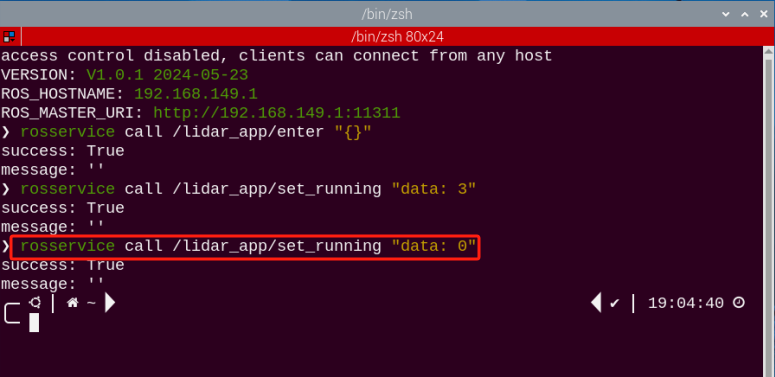 /bin/zsh
/bin/zsh 80x24
access control disabled, clients can connect from any host
VERSION: V1.0.1 2024-05-23
ROS_HOSTNAME: 192.168.149.1
ROS_MASTER_URI: http://192.168.149.1:11311
❯ rosservice call /lidar_app/enter "{}"
success: True
message: ''
❯ rosservice call /lidar_app/set_running "data: 3"
success: True
message: ''
❯ rosservice call /lidar_app/set_running "data: 0"
success: True
message: ''
~ ✔ 19:04:40